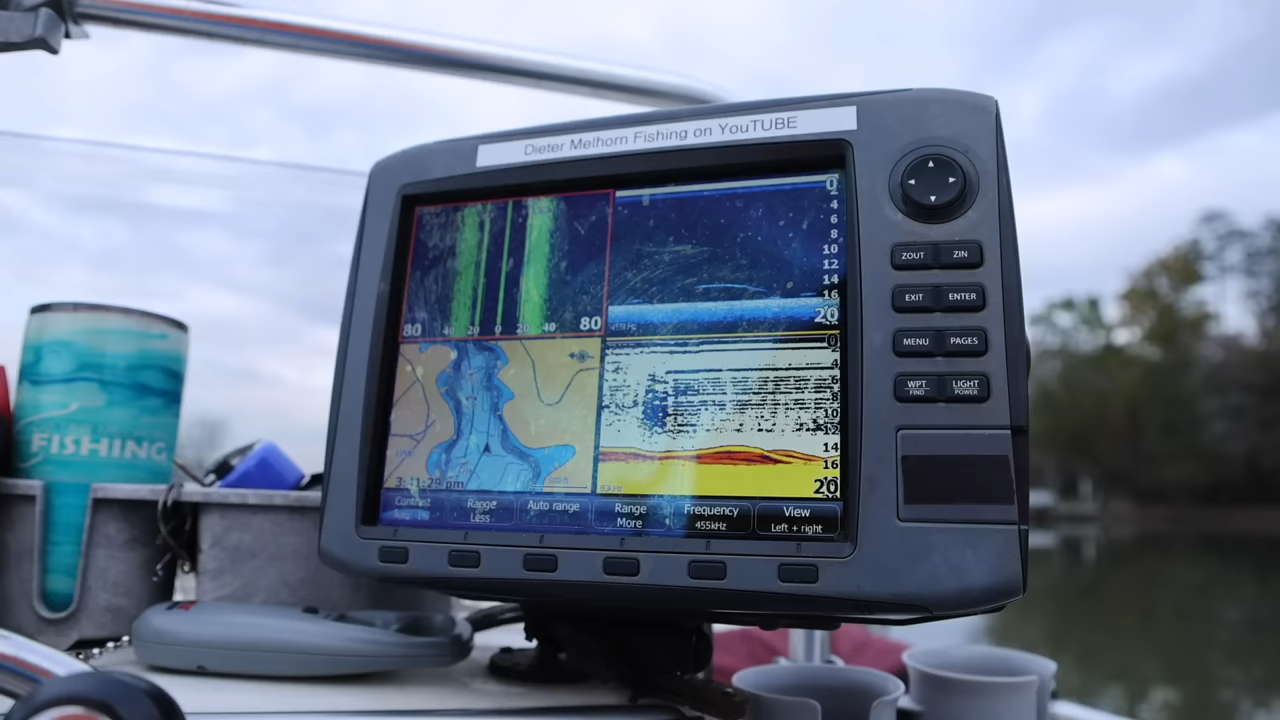 Dieter Melhorn Fishing on YouTUBE
80 40 20 0 20 40 80
0
2
4
6
8
10
12
14
16
20
0
4
6
8
10
12
14
16
20
83kHz
3:41:29 pm
Contrast
Range
Less
Auto range
Range
More
Frequency
455kHz
View
Left + right
ZOUT ZIN
EXIT ENTER
MENU PAGES
WPT
FIND
LIGHT
POWER
FISHING